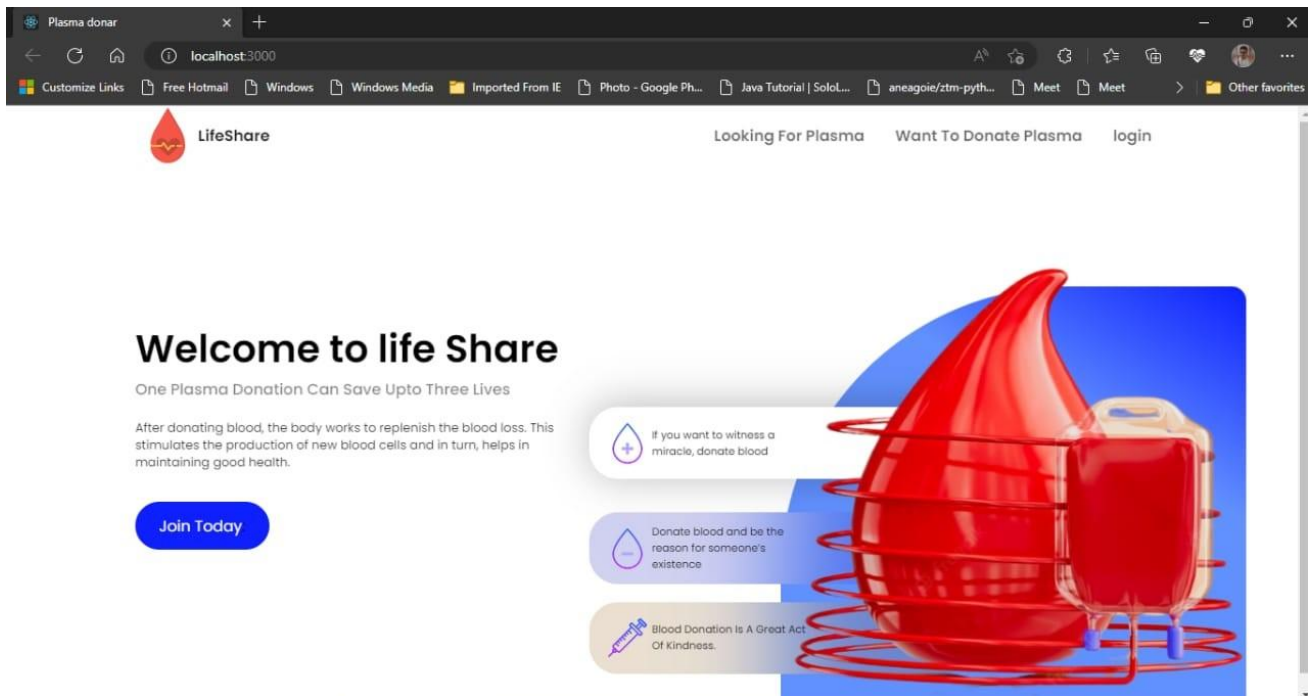 Plasma donar
localhost:3000
Customize Links Free Hotmail Windows Windows Media Imported From IE Photo - Google Ph... Java Tutorial | SoloL... aneagoie/ztm-pyth... Meet Meet Other favorites
LifeShare
Looking For Plasma Want To Donate Plasma login
Welcome to life Share
One Plasma Donation Can Save Upto Three Lives
After donating blood, the body works to replenish the blood loss. This
stimulates the production of new blood cells and in turn, helps in
maintaining good health.
Join Today
If you want to witness a
miracle, donate blood
Donate blood and be the
reason for someone's
existence
Blood Donation Is A Great Act
Of Kindness.